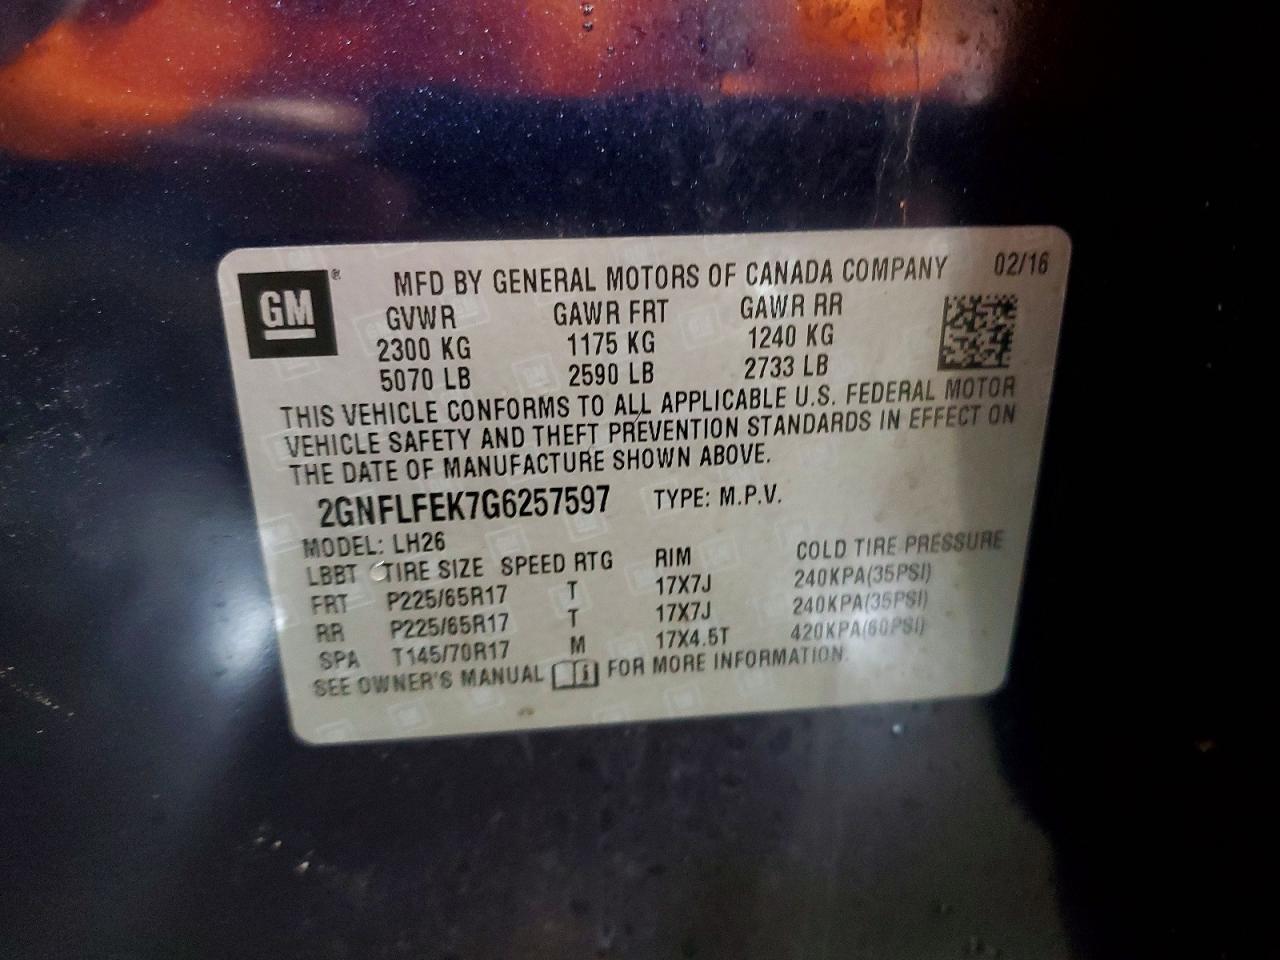 GM ® MFD BY GENERAL MOTORS OF CANADA COMPANY 02/16
GVWR GAWR FRT GAWR RR
2300 KG 1175 KG 1240 KG
5070 LB 2590 LB 2733 LB
THIS VEHICLE CONFORMS TO ALL APPLICABLE U.S. FEDERAL MOTOR
VEHICLE SAFETY AND THEFT PREVENTION STANDARDS IN EFFECT ON
THE DATE OF MANUFACTURE SHOWN ABOVE.
2GNFLFEK7G6257597 TYPE: M.P.V.
MODEL: LH26
LBBT TIRE SIZE SPEED RTG RIM COLD TIRE PRESSURE
FRT P225/65R17 T 17X7J 240KPA(35PSI)
RR P225/65R17 T 17X7J 240KPA(35PSI)
SPA T145/70R17 M 17X4.5T 420KPA(60PSI)
SEE OWNER'S MANUAL i FOR MORE INFORMATION.